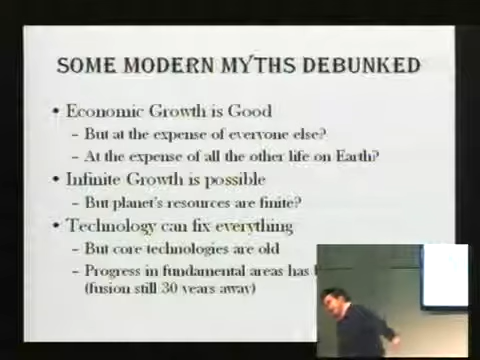 SOME MODERN MYTHS DEBUNKED
• Economic Growth is Good
– But at the expense of everyone else?
– At the expense of all the other life on Earth?
• Infinite Growth is possible
– But planet's resources are finite?
• Technology can fix everything
– But core technologies are old
– Progress in fundamental areas has
(fusion still 30 years away)